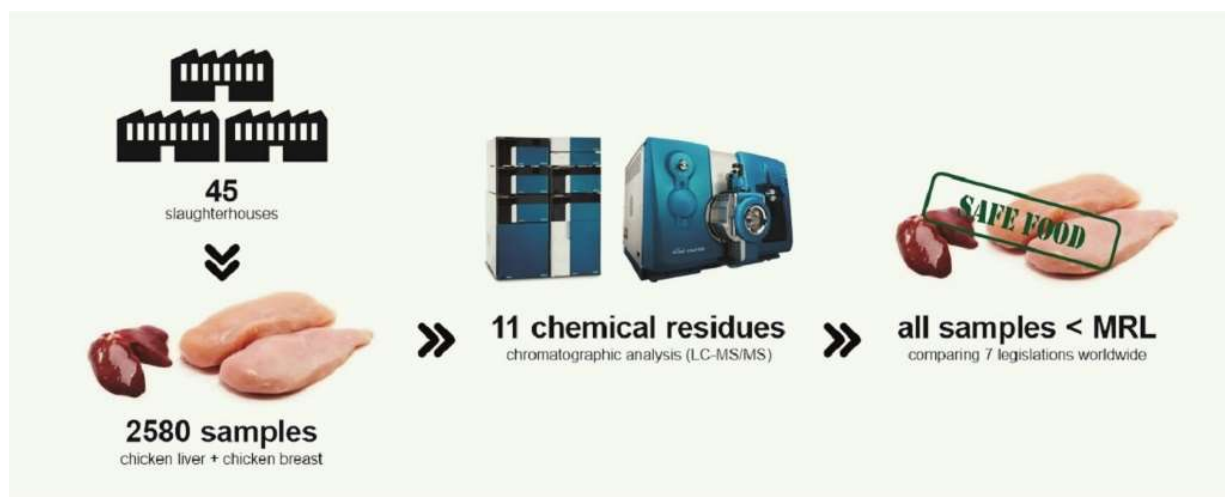 45
slaughterhouses
2580 samples
chicken liver + chicken breast
11 chemical residues
chromatographic analysis (LC-MS/MS)
SAFE FOOD
all samples < MRL
comparing 7 legislations worldwide